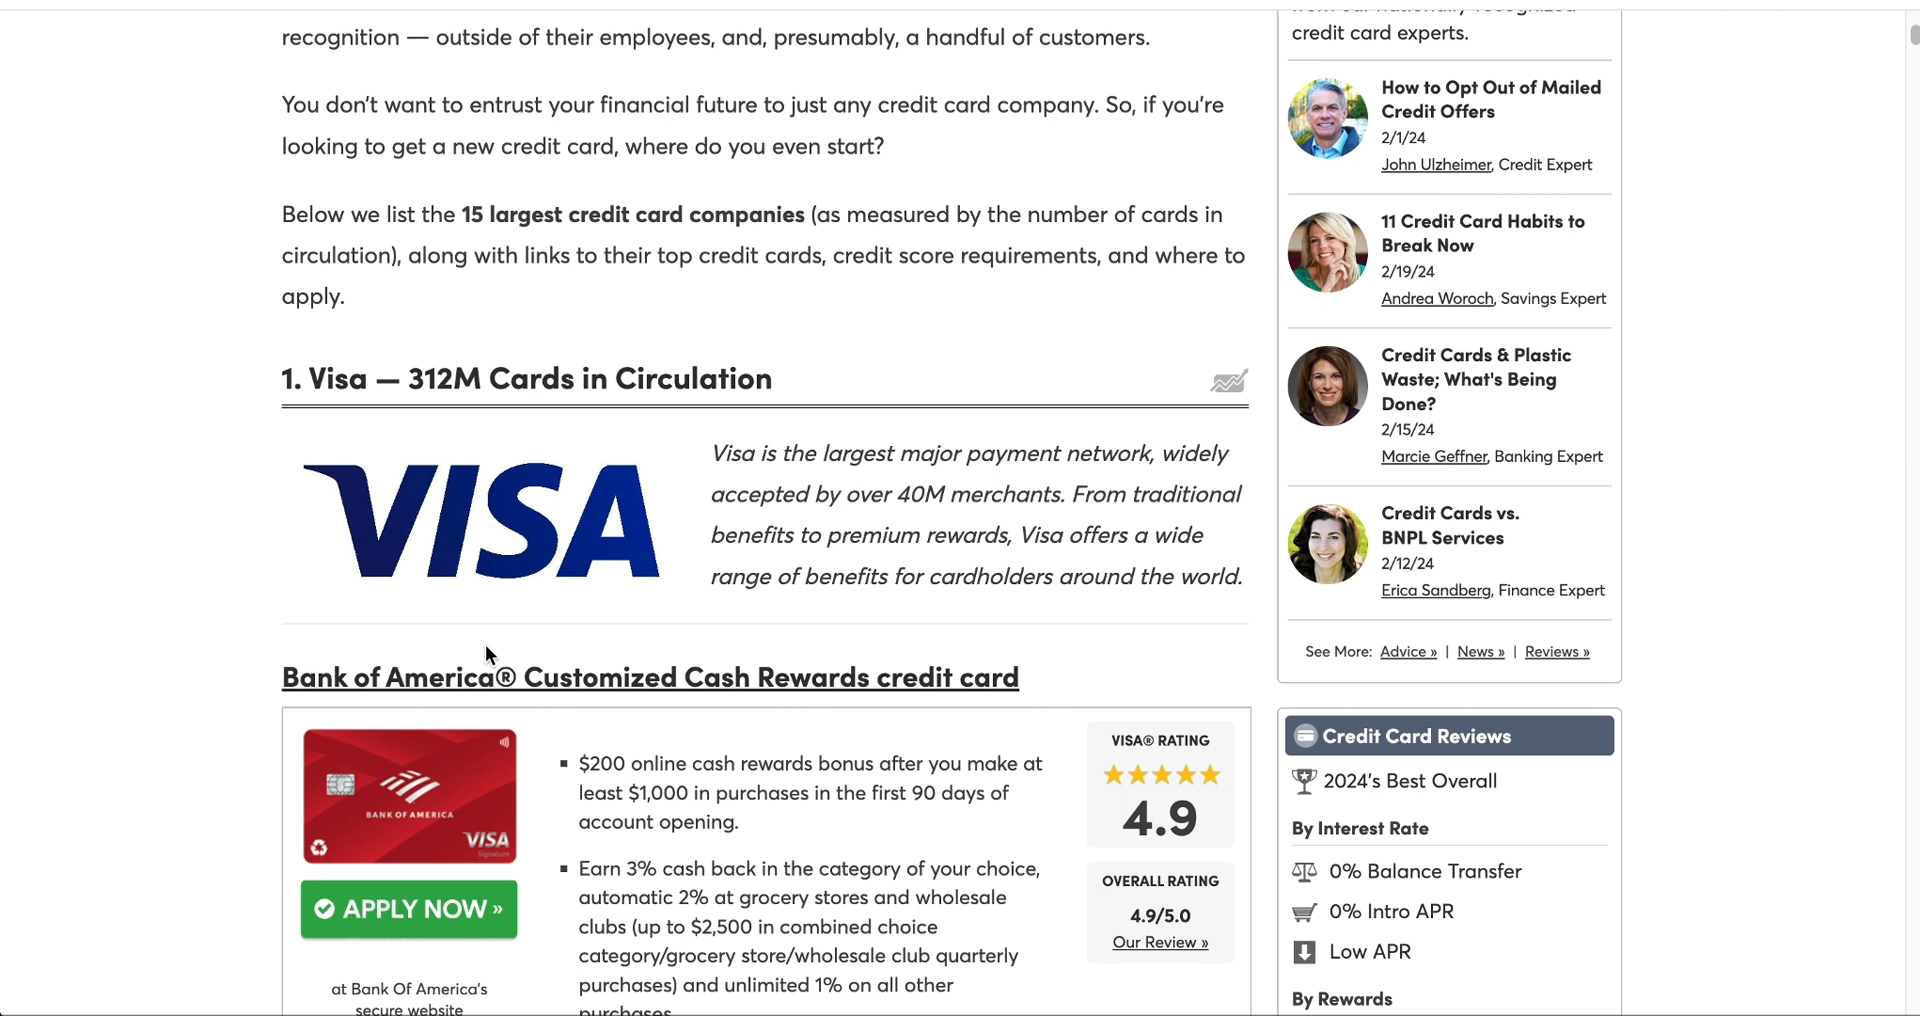 recognition — outside of their employees, and, presumably, a handful of customers.
You don't want to entrust your financial future to just any credit card company. So, if you're
looking to get a new credit card, where do you even start?
Below we list the 15 largest credit card companies (as measured by the number of cards in
circulation), along with links to their top credit cards, credit score requirements, and where to
apply.
1. Visa — 312M Cards in Circulation
VISA
Visa is the largest major payment network, widely
accepted by over 40M merchants. From traditional
benefits to premium rewards, Visa offers a wide
range of benefits for cardholders around the world.
Bank of America® Customized Cash Rewards credit card
BANK OF AMERICA
VISA
Signature
APPLY NOW »
at Bank Of America's
secure website
▪ $200 online cash rewards bonus after you make at
least $1,000 in purchases in the first 90 days of
account opening.
▪ Earn 3% cash back in the category of your choice,
automatic 2% at grocery stores and wholesale
clubs (up to $2,500 in combined choice
category/grocery store/wholesale club quarterly
purchases) and unlimited 1% on all other
purchases
VISA® RATING
4.9
OVERALL RATING
4.9/5.0
Our Review »
from our nationally recognized
credit card experts.
How to Opt Out of Mailed
Credit Offers
2/1/24
John Ulzheimer, Credit Expert
11 Credit Card Habits to
Break Now
2/19/24
Andrea Woroch, Savings Expert
Credit Cards & Plastic
Waste; What's Being
Done?
2/15/24
Marcie Geffner, Banking Expert
Credit Cards vs.
BNPL Services
2/12/24
Erica Sandberg, Finance Expert
See More: Advice » | News » | Reviews »
Credit Card Reviews
2024's Best Overall
By Interest Rate
0% Balance Transfer
0% Intro APR
Low APR
By Rewards